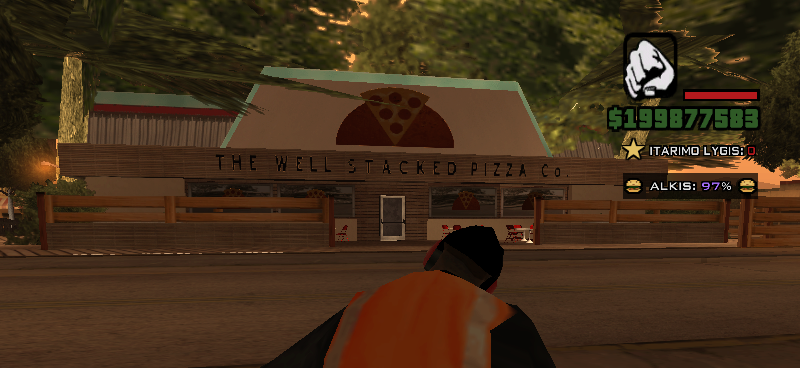 $199877583
ITARIMO LYGIS: 0
THE WELL STACKED PIZZA Co.
ALKIS: 97%